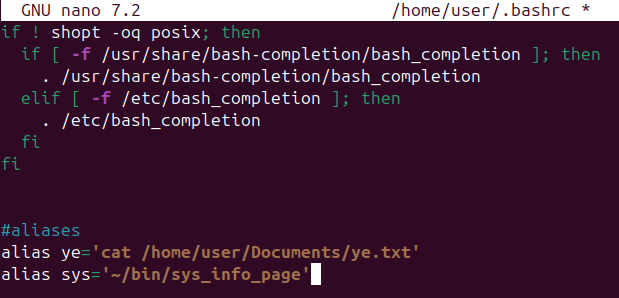 GNU nano 7.2 /home/user/.bashrc *
if ! shopt -oq posix; then
  if [ -f /usr/share/bash-completion/bash_completion ]; then
    . /usr/share/bash-completion/bash_completion
  elif [ -f /etc/bash_completion ]; then
    . /etc/bash_completion
  fi
fi
#aliases
alias ye='cat /home/user/Documents/ye.txt'
alias sys='~/bin/sys_info_page'